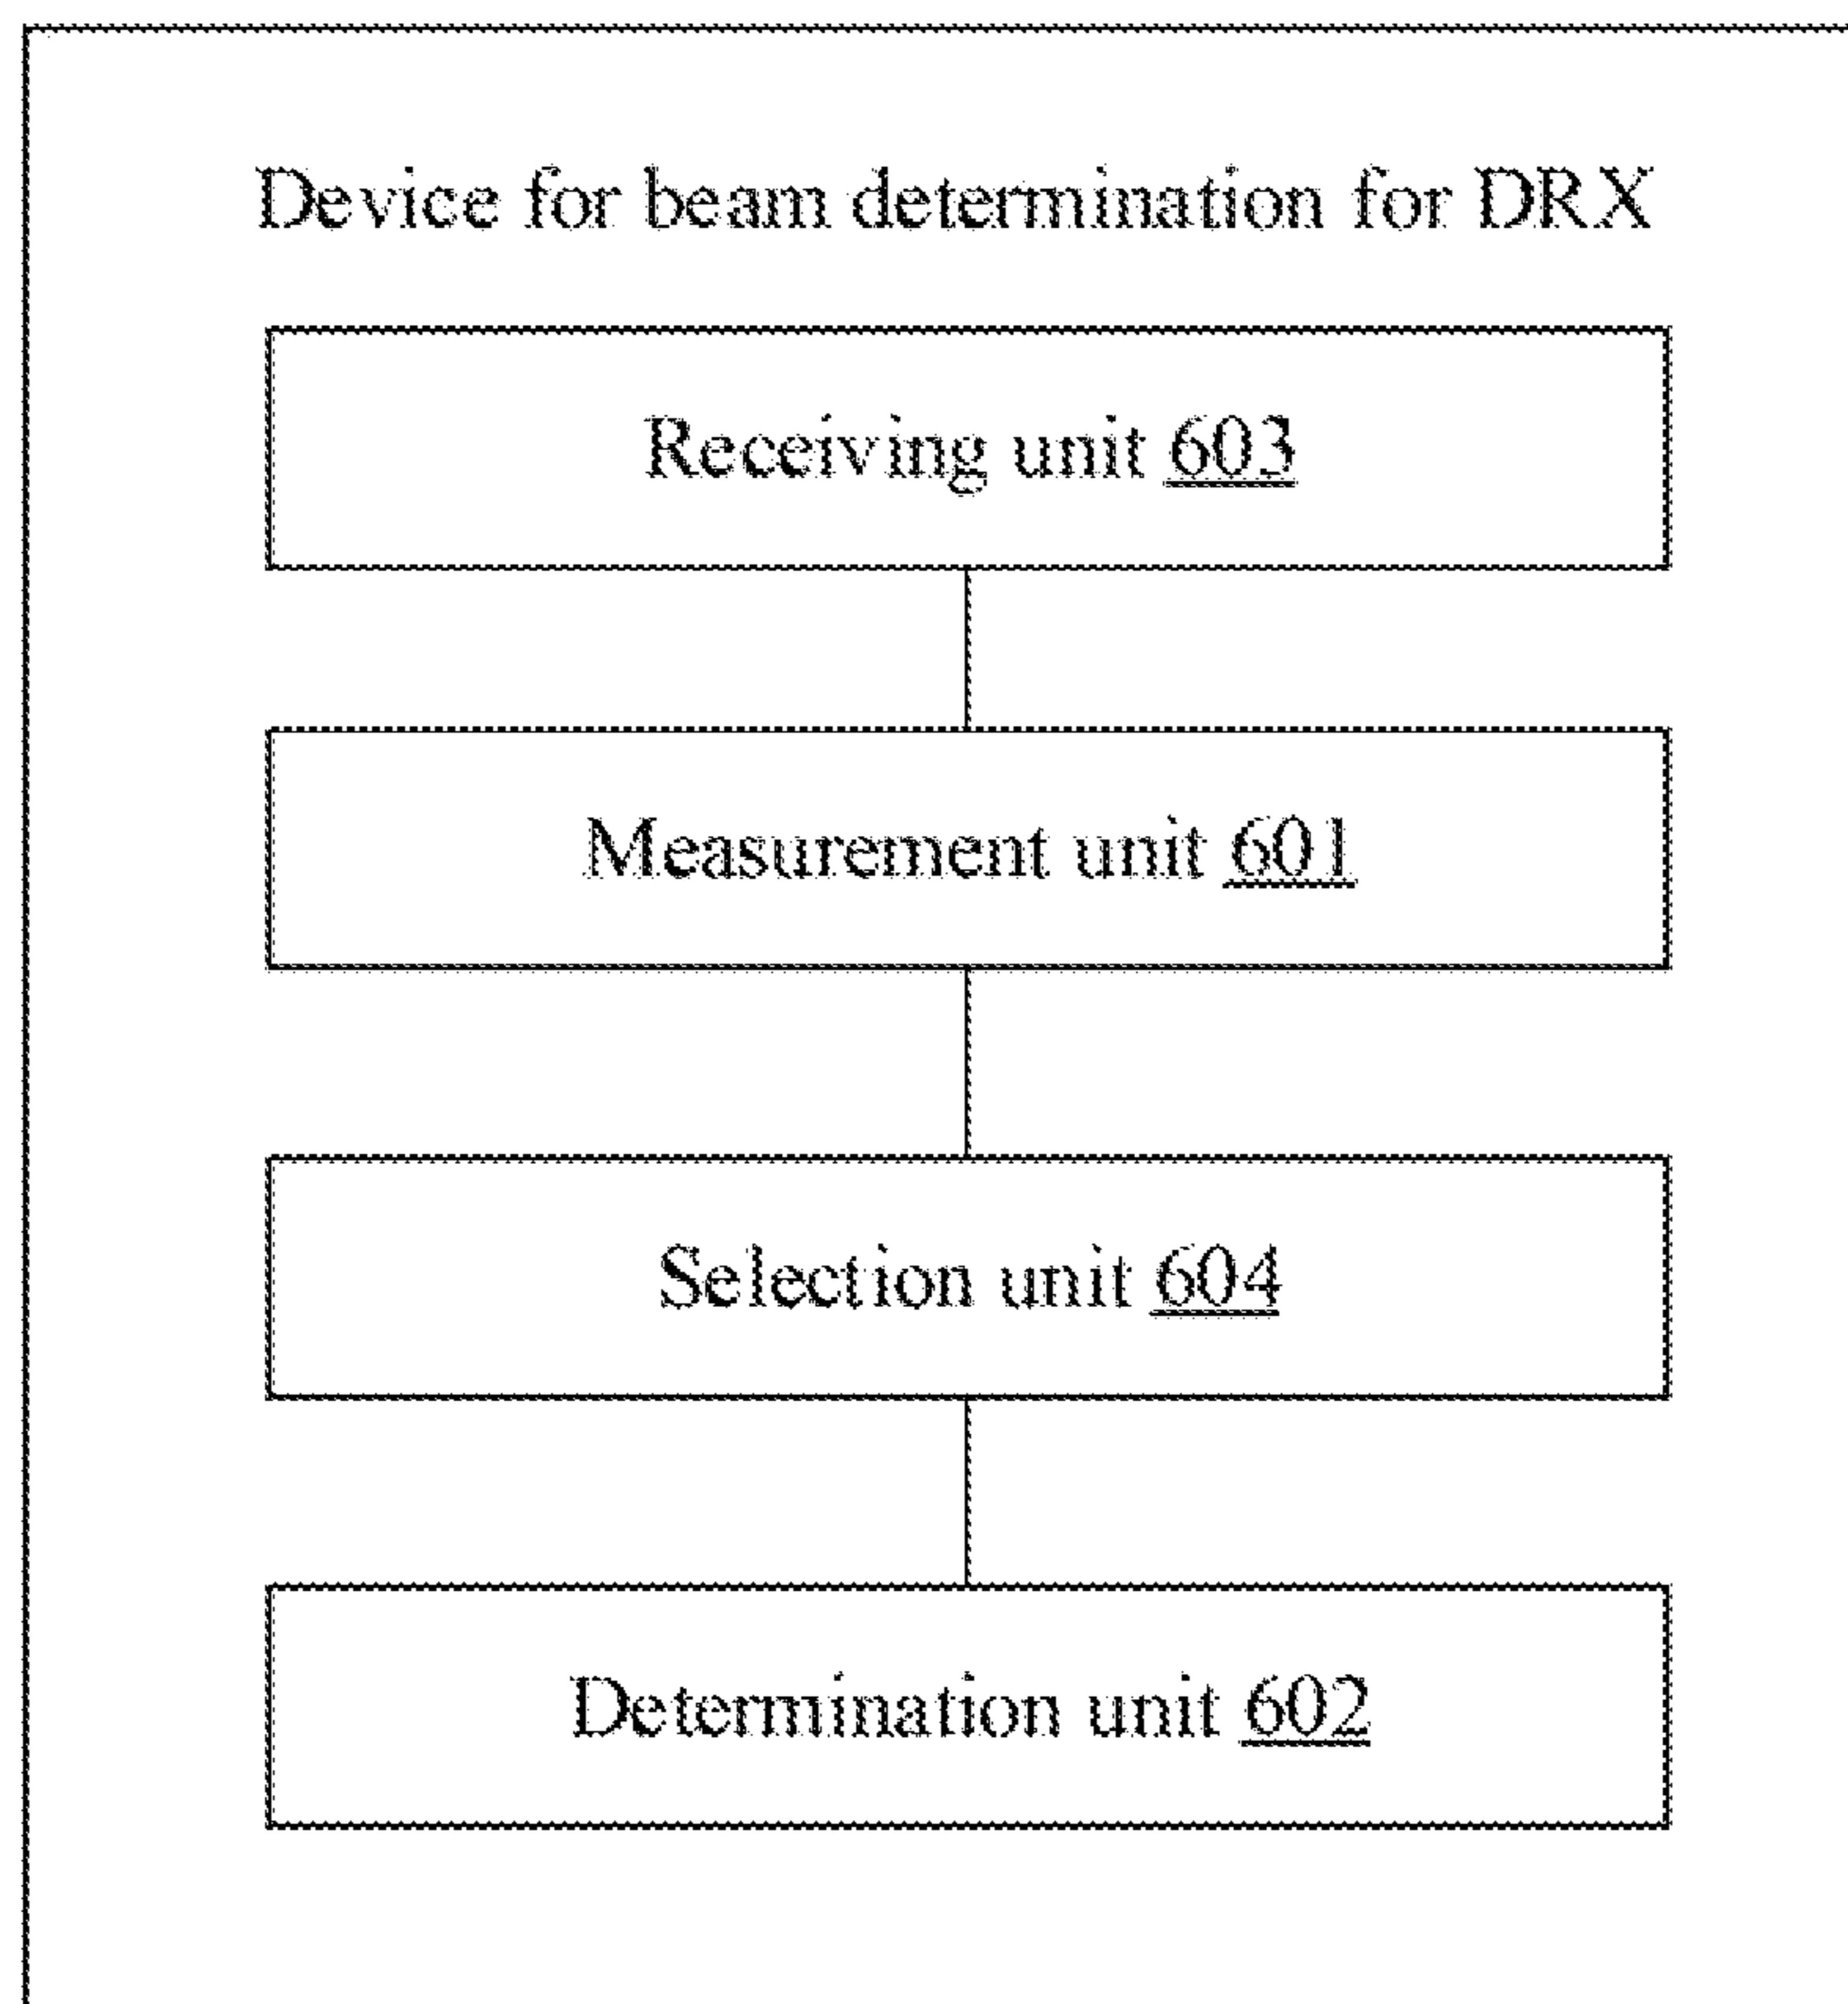 Device for beam determination for DRX
Receiving unit 603
Measurement unit 601
Selection unit 604
Determination unit 602